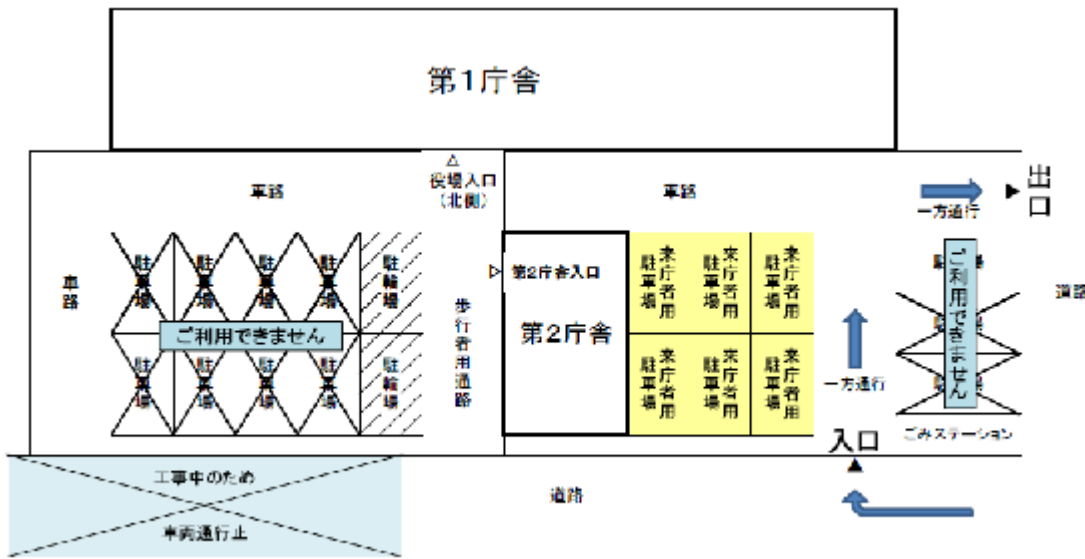 第1庁舎
車路
△
役場入口
(北側)
車路
出口
一方通行
車路
駐車場
駐車場
駐車場
駐車場
駐輪場
第2庁舎入口
来庁者用
駐車場
来庁者用
駐車場
来庁者用
駐車場
ご利用できません
道路
ご利用できません
歩行者用通路
第2庁舎
駐車場
駐車場
駐車場
駐車場
駐輪場
来庁者用
駐車場
来庁者用
駐車場
来庁者用
駐車場
一方通行
入口
ごみステーション
工事中のため
車両通行止
道路